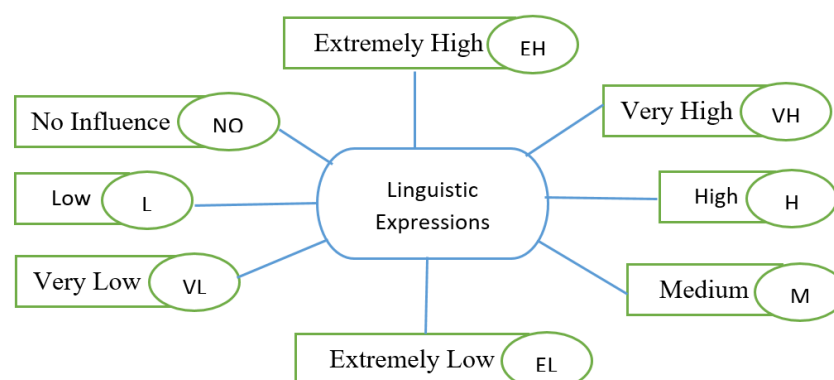 Extremely High EH
No Influence NO
Very High VH
Low L
Linguistic
Expressions
High H
Very Low VL
Medium M
Extremely Low EL